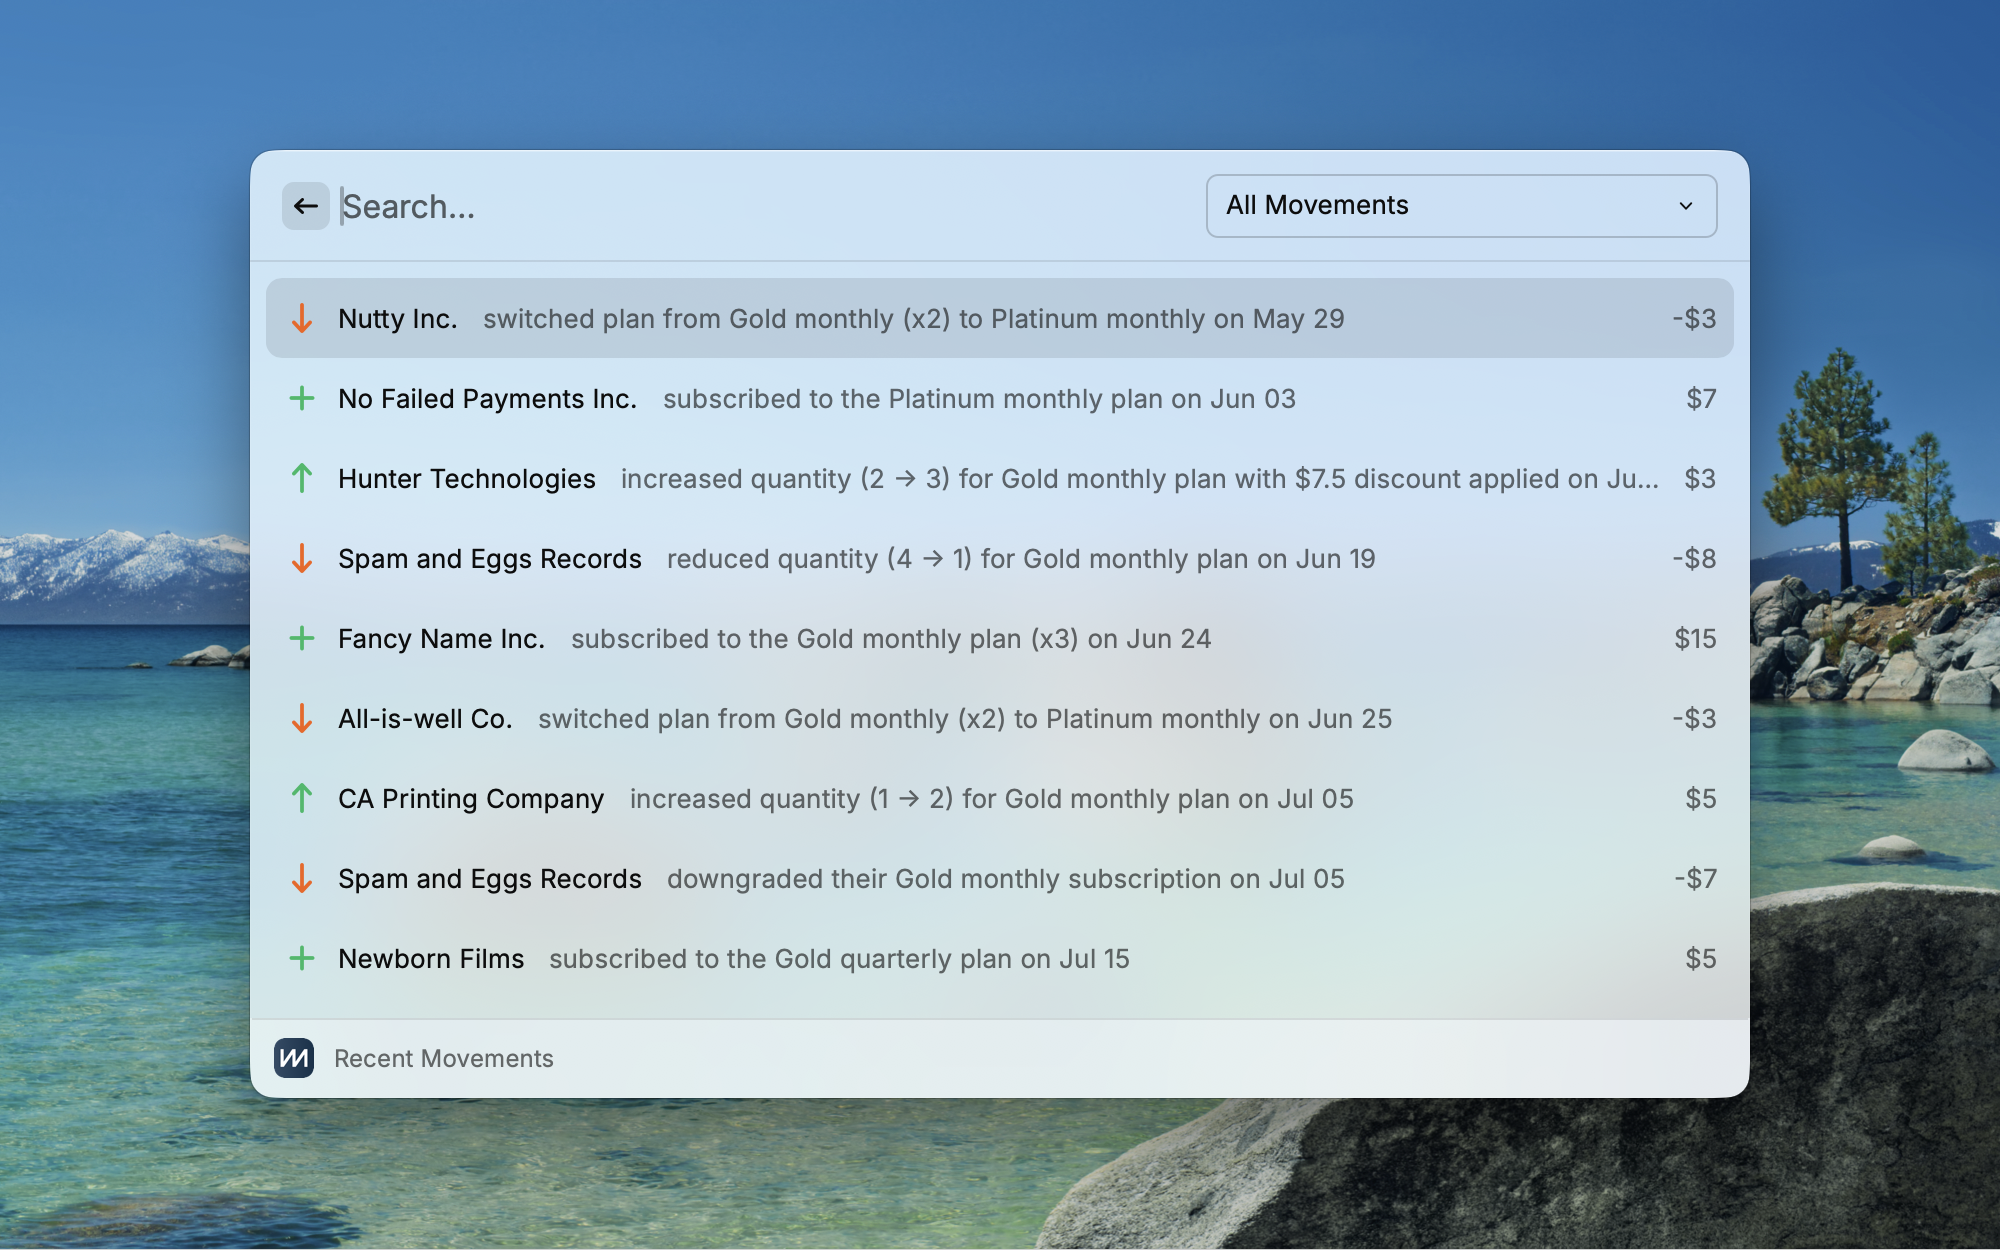 Search... All Movements
Nutty Inc. switched plan from Gold monthly (x2) to Platinum monthly on May 29 -$3
No Failed Payments Inc. subscribed to the Platinum monthly plan on Jun 03 $7
Hunter Technologies increased quantity (2 → 3) for Gold monthly plan with $7.5 discount applied on Ju... $3
Spam and Eggs Records reduced quantity (4 → 1) for Gold monthly plan on Jun 19 -$8
Fancy Name Inc. subscribed to the Gold monthly plan (x3) on Jun 24 $15
All-is-well Co. switched plan from Gold monthly (x2) to Platinum monthly on Jun 25 -$3
CA Printing Company increased quantity (1 → 2) for Gold monthly plan on Jul 05 $5
Spam and Eggs Records downgraded their Gold monthly subscription on Jul 05 -$7
Newborn Films subscribed to the Gold quarterly plan on Jul 15 $5
Recent Movements